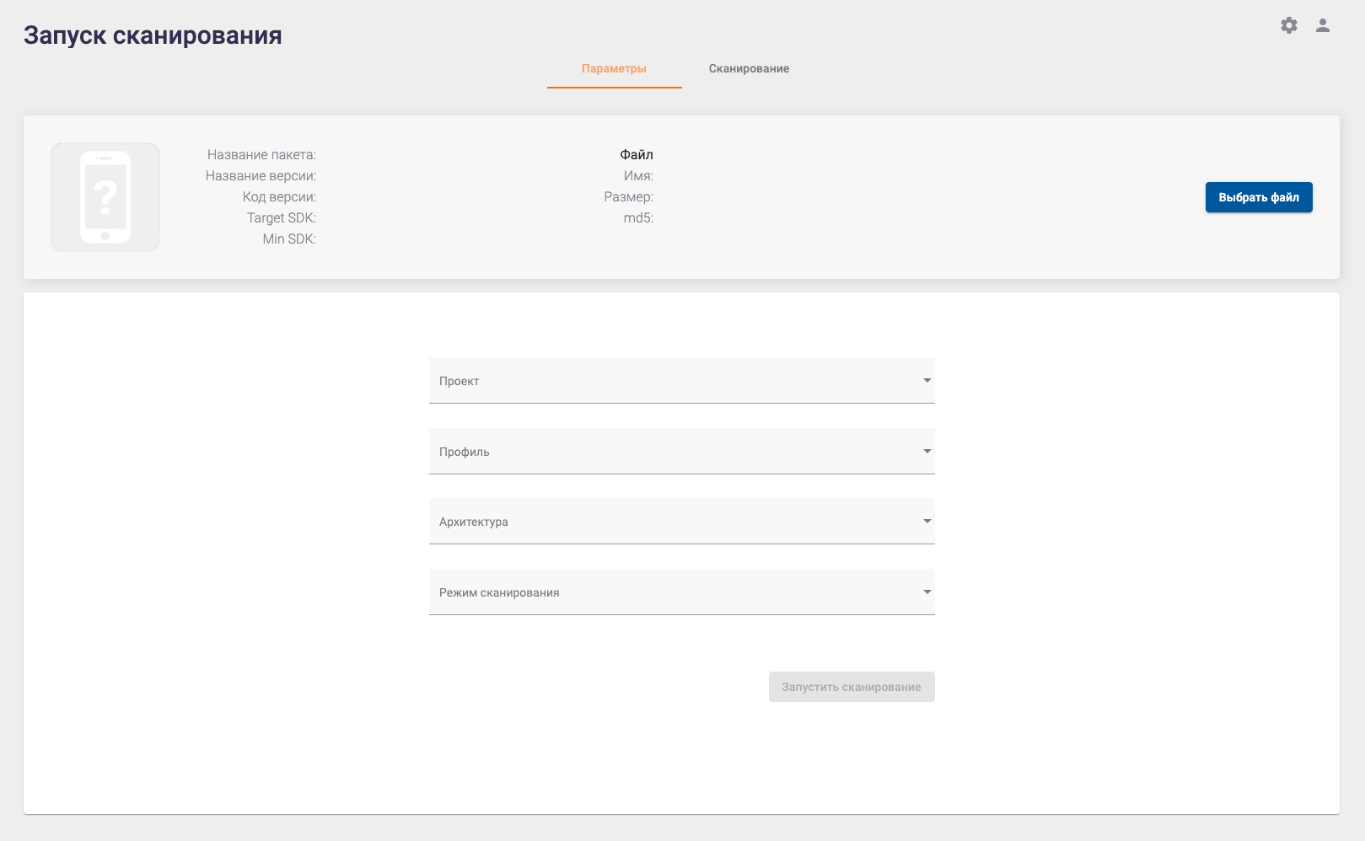 Запуск сканирования
Параметры
Сканирование
Название пакета:
Название версии:
Код версии:
Target SDK:
Min SDK:
Файл
Имя:
Размер:
md5:
Выбрать файл
Проект
Профиль
Архитектура
Режим сканирования
Запустить сканирование